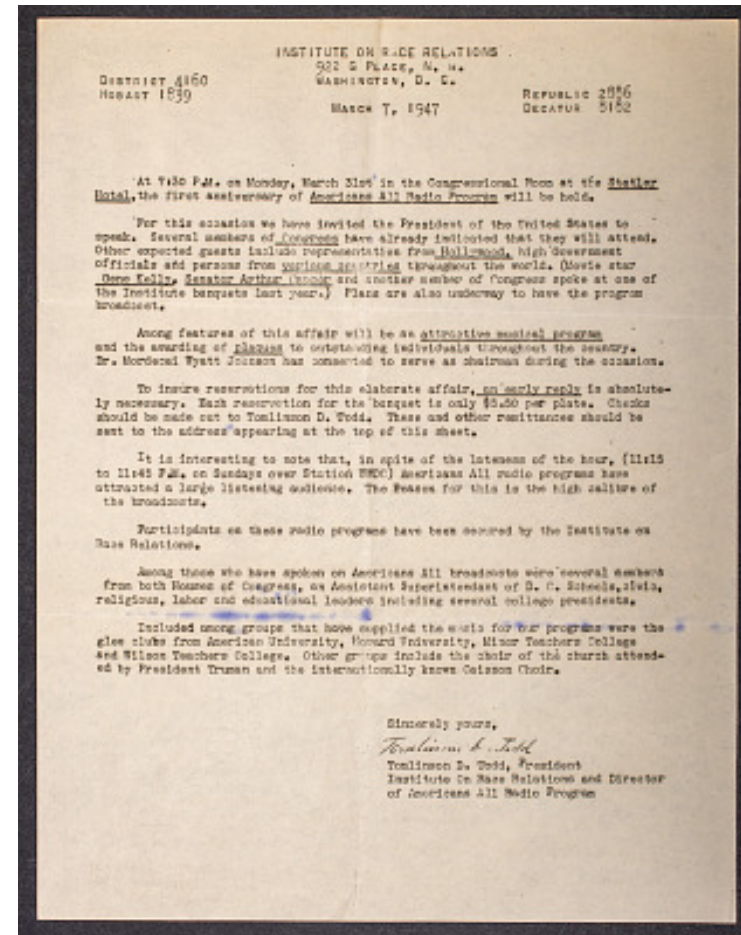 INSTITUTE ON RACE RELATIONS
922 S PLACE, N. W.
WASHINGTON, D. C.
DISTRICT 4160
HOBART 1839
REPUBLIC 2886
DECATUR 5182
MARCH 7, 1947
At 7:30 P.M. on Monday, March 31st in the Congressional Room at the Statler
Hotel, the first anniversary of Americans All Radio Program will be held.
For this occasion we have invited the President of the United States to
speak. Several members of Congress have already indicated that they will attend.
Other expected guests include representation from Hollywood, high Government
officials and persons from various countries throughout the world. (Movie star
Gene Kelly, Senator Arthur Capper and another member of Congress spoke at one of
the Institute banquets last year.) Plans are also underway to have the program
broadcast.
Among features of this affair will be an attractive musical program
and the awarding of plaques to outstanding individuals throughout the country.
Dr. Mordecai Wyatt Johnson has consented to serve as chairman during the occasion.
To insure reservations for this elaborate affair, an early reply is absolute-
ly necessary. Each reservation for the banquet is only $5.50 per plate. Checks
should be made out to Tomlinson D. Todd. These and other remittances should be
sent to the address appearing at the top of this sheet.
It is interesting to note that, in spite of the lateness of the hour, (11:15
to 11:45 P.M. on Sundays over Station WWDC) Americans All radio programs have
attracted a large listening audience. The Reason for this is the high calibre of
the broadcasts.
Participants on these radio programs have been secured by the Institute on
Race Relations.
Among those who have spoken on Americans All broadcasts were several members
from both Houses of Congress, an Assistant Superintendant of D. C. Schools, civic,
religious, labor and educational leaders including several college presidents.
Included among groups that have supplied the music for our programs were the
glee clubs from American University, Howard University, Miner Teachers College
and Wilson Teachers College. Other groups include the choir of the church attend-
ed by President Truman and the internationally known Caisson Choir.
Sincerely yours,
Tomlinson D. Todd
Tomlinson D. Todd, President
Institute On Race Relations and Director
of Americans All Radio Program